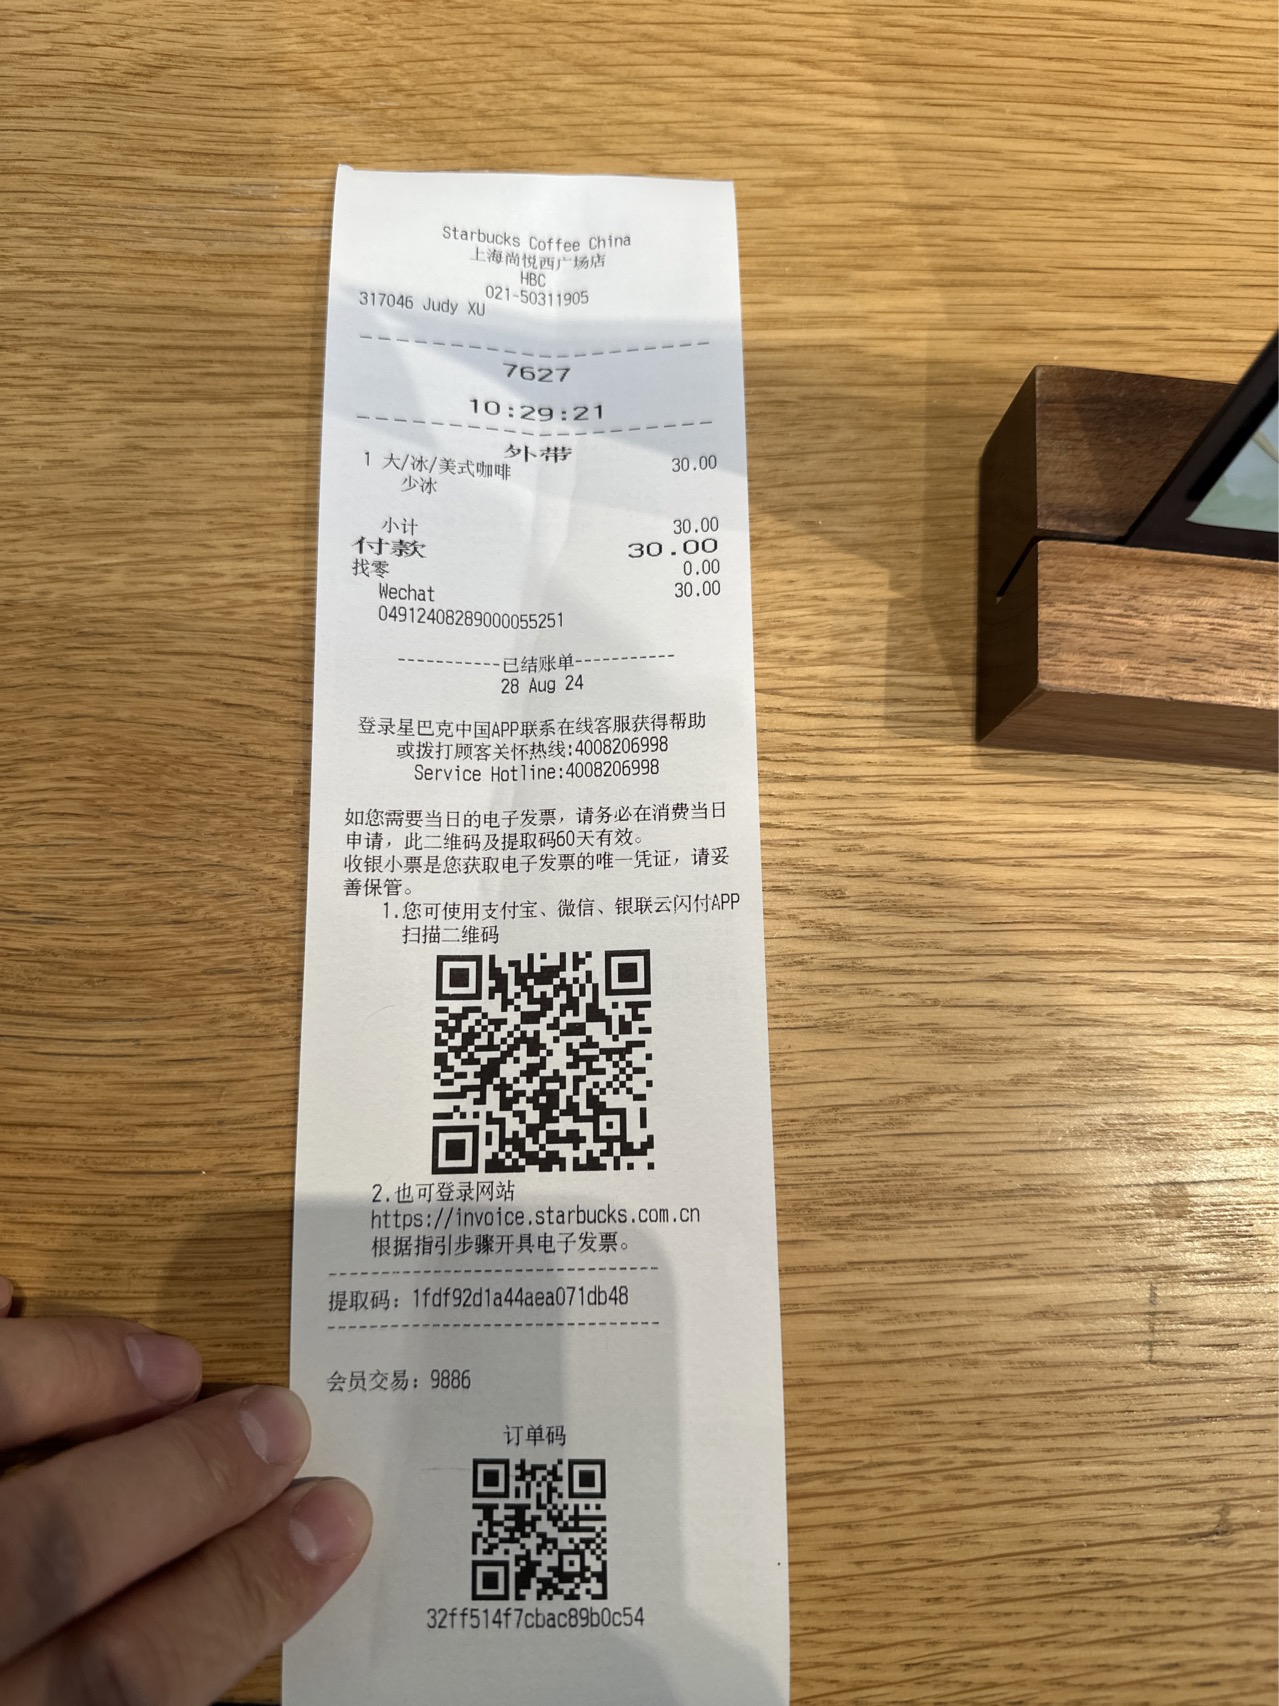 Starbucks Coffee China
上海尚悦西广场店
HBC
021-50311905
317046 Judy XU
7627
10:29:21
外带
1 大/冰/美式咖啡 30.00
少冰
小计 30.00
付款 30.00
找零 0.00
Wechat 30.00
04912408289000055251
-----------已结账单-----------
28 Aug 24
登录星巴克中国APP联系在线客服获得帮助
或拨打顾客关怀热线:4008206998
Service Hotline:4008206998
如您需要当日的电子发票，请务必在消费当日
申请，此二维码及提取码60天有效。
收银小票是您获取电子发票的唯一凭证，请妥
善保管。
1.您可使用支付宝、微信、银联云闪付APP
扫描二维码
2.也可登录网站
https://invoice.starbucks.com.cn
根据指引步骤开具电子发票。
提取码：1fdf92d1a44aea071db48
会员交易：9886
订单码
32ff514f7cbac89b0c54